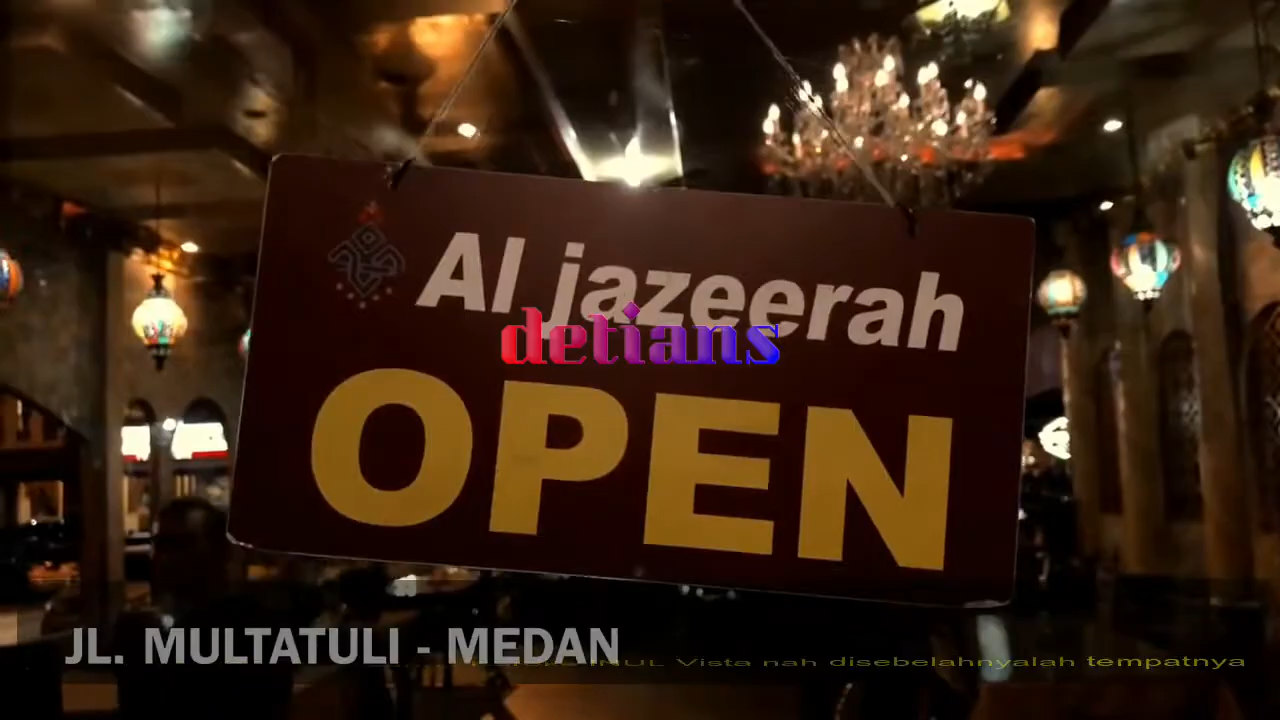 Al jazeerah
detians
OPEN
JL. MULTATULI - MEDAN
Vista nah disebelahnyalah tempatnya